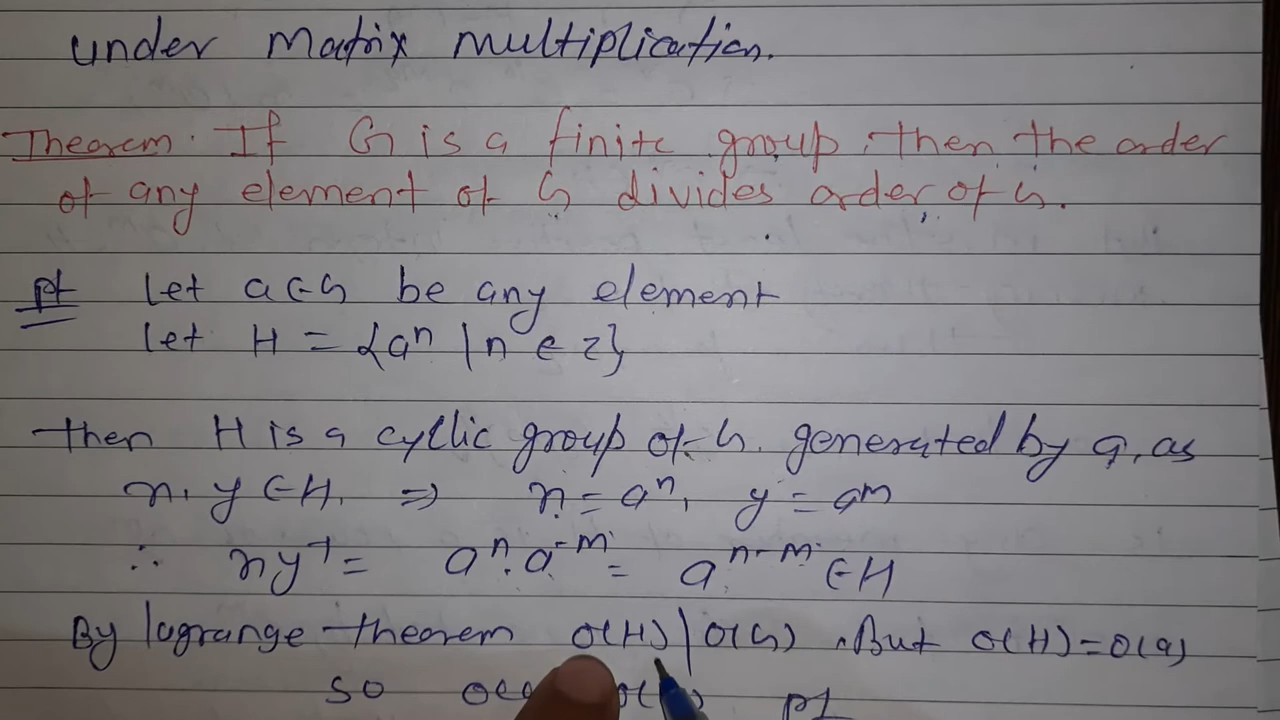 under Matrix multiplication.
Theorem. If G is a finite group, then the order
of any element of G divides order of G.
Pf Let a ∈ G be any element
Let H = {aⁿ | n ∈ z}
then H is a cyclic group of G. generated by a, as
x, y ∈ H, ⇒ x = aⁿ, y = aᵐ
∴ xy⁻¹ = aⁿ.a⁻ᵐ = aⁿ⁻ᵐ ∈ H
By lagrange theorem o(H) | o(G) . But o(H) = o(a)
so